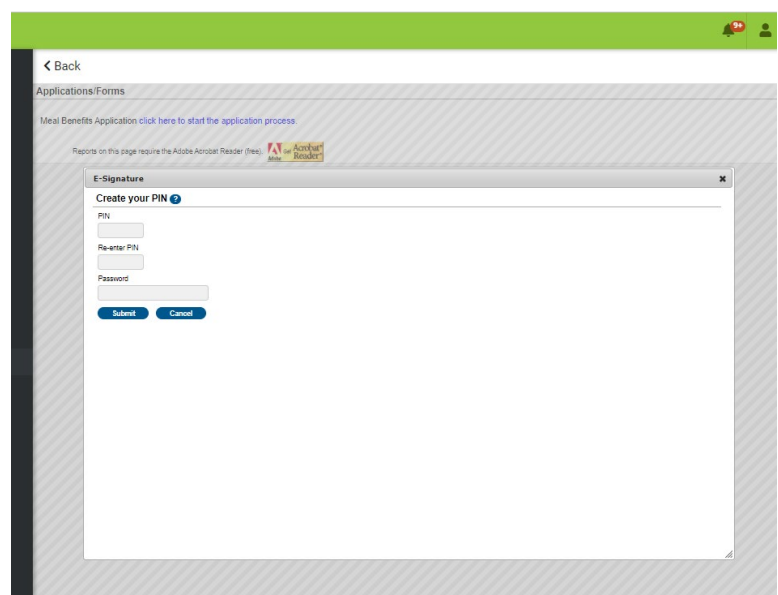 9+
Back
Applications/Forms
Meal Benefits Application click here to start the application process.
Reports on this page require the Adobe Acrobat Reader (free). Adobe Get Acrobat Reader
E-Signature
Create your PIN ?
PIN
Re-enter PIN
Password
Submit Cancel